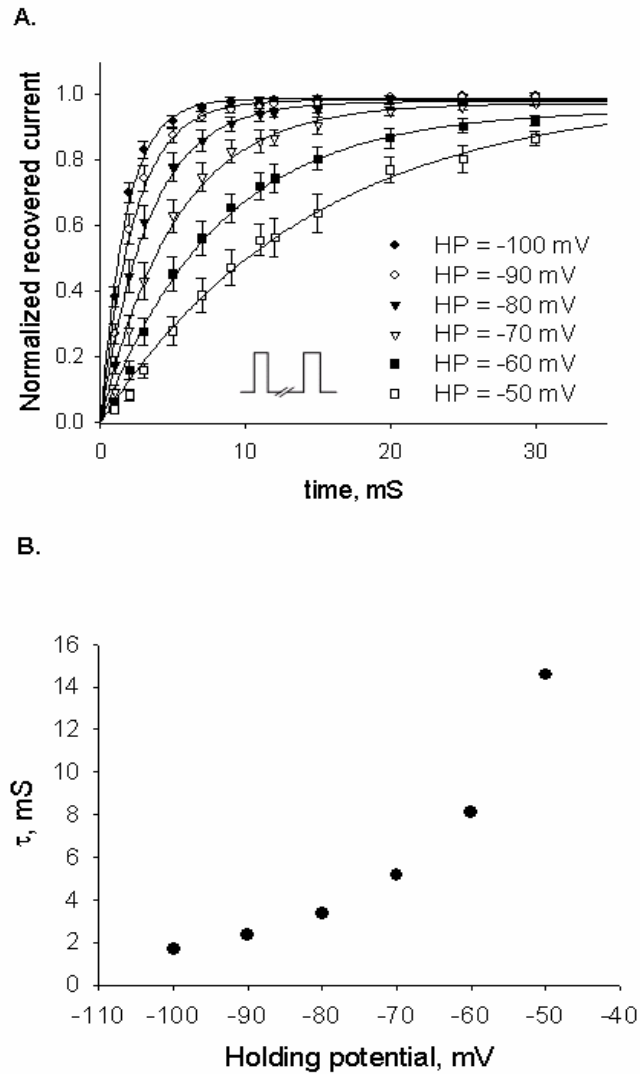 A.
Normalized recovered current
1.0
0.8
0.6
0.4
0.2
0.0
HP = -100 mV
HP = -90 mV
HP = -80 mV
HP = -70 mV
HP = -60 mV
HP = -50 mV
0 10 20 30
time, mS
B.
τ, mS
16
14
12
10
8
6
4
2
0
-110 -100 -90 -80 -70 -60 -50 -40
Holding potential, mV